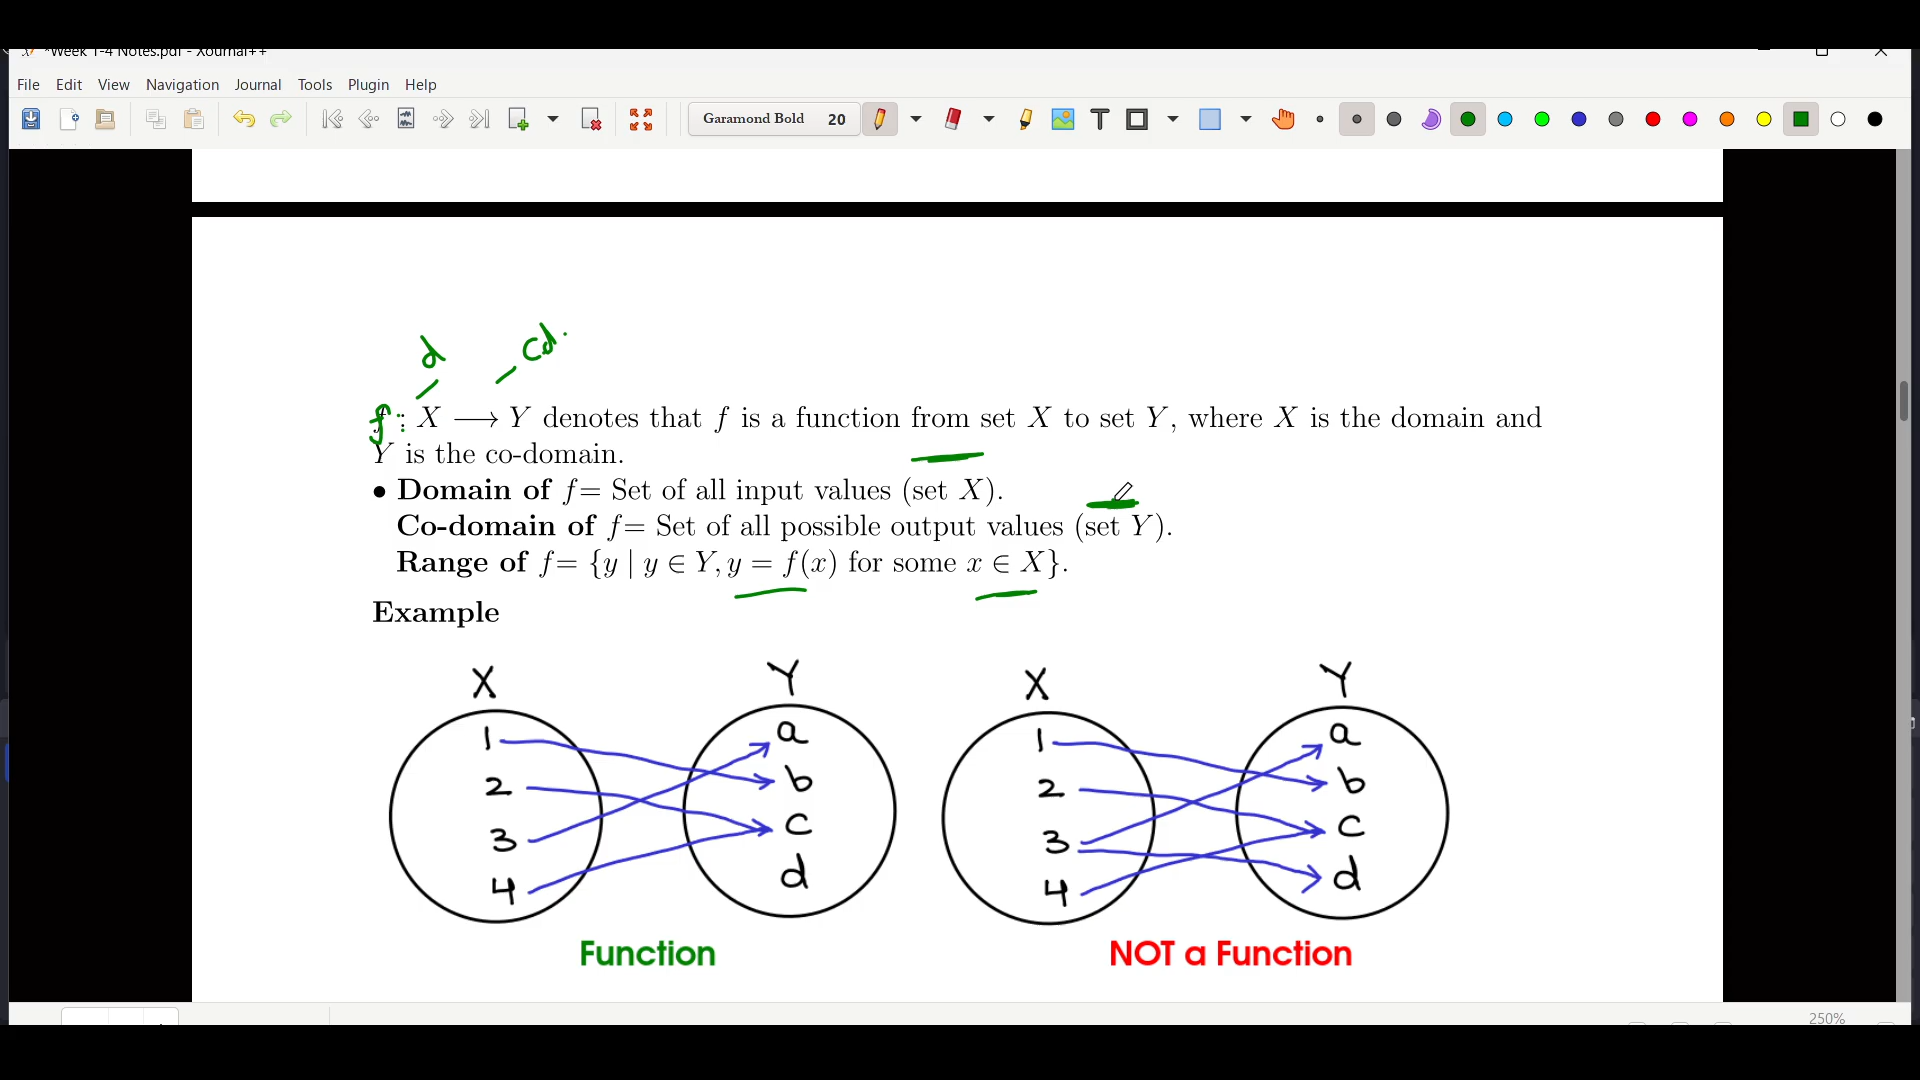 *Week 1-4 Notes.pdf - Xournal++
File Edit View Navigation Journal Tools Plugin Help
Garamond Bold 20
d cd.
f : X ⟶ Y denotes that f is a function from set X to set Y, where X is the domain and
Y is the co-domain.
• Domain of f= Set of all input values (set X).
Co-domain of f= Set of all possible output values (set Y).
Range of f= {y | y ∈ Y, y = f(x) for some x ∈ X}.
Example
X Y X Y
1 a 1 a
2 b 2 b
3 c 3 c
4 d 4 d
Function NOT a Function
250%